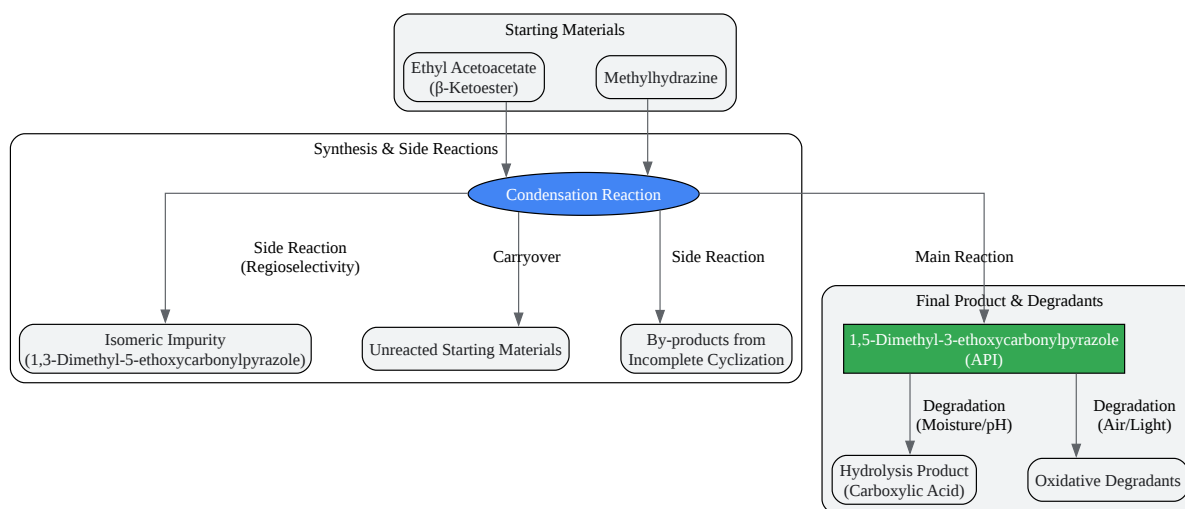 Starting Materials
Ethyl Acetoacetate
(β-Ketoester)
Methylhydrazine
Synthesis & Side Reactions
Condensation Reaction
Side Reaction
(Regioselectivity)
Carryover
Side Reaction
Main Reaction
Final Product & Degradants
Isomeric Impurity
(1,3-Dimethyl-5-ethoxycarbonylpyrazole)
Unreacted Starting Materials
By-products from
Incomplete Cyclization
1,5-Dimethyl-3-ethoxycarbonylpyrazole
(API)
Degradation
(Moisture/pH)
Degradation
(Air/Light)
Hydrolysis Product
(Carboxylic Acid)
Oxidative Degradants